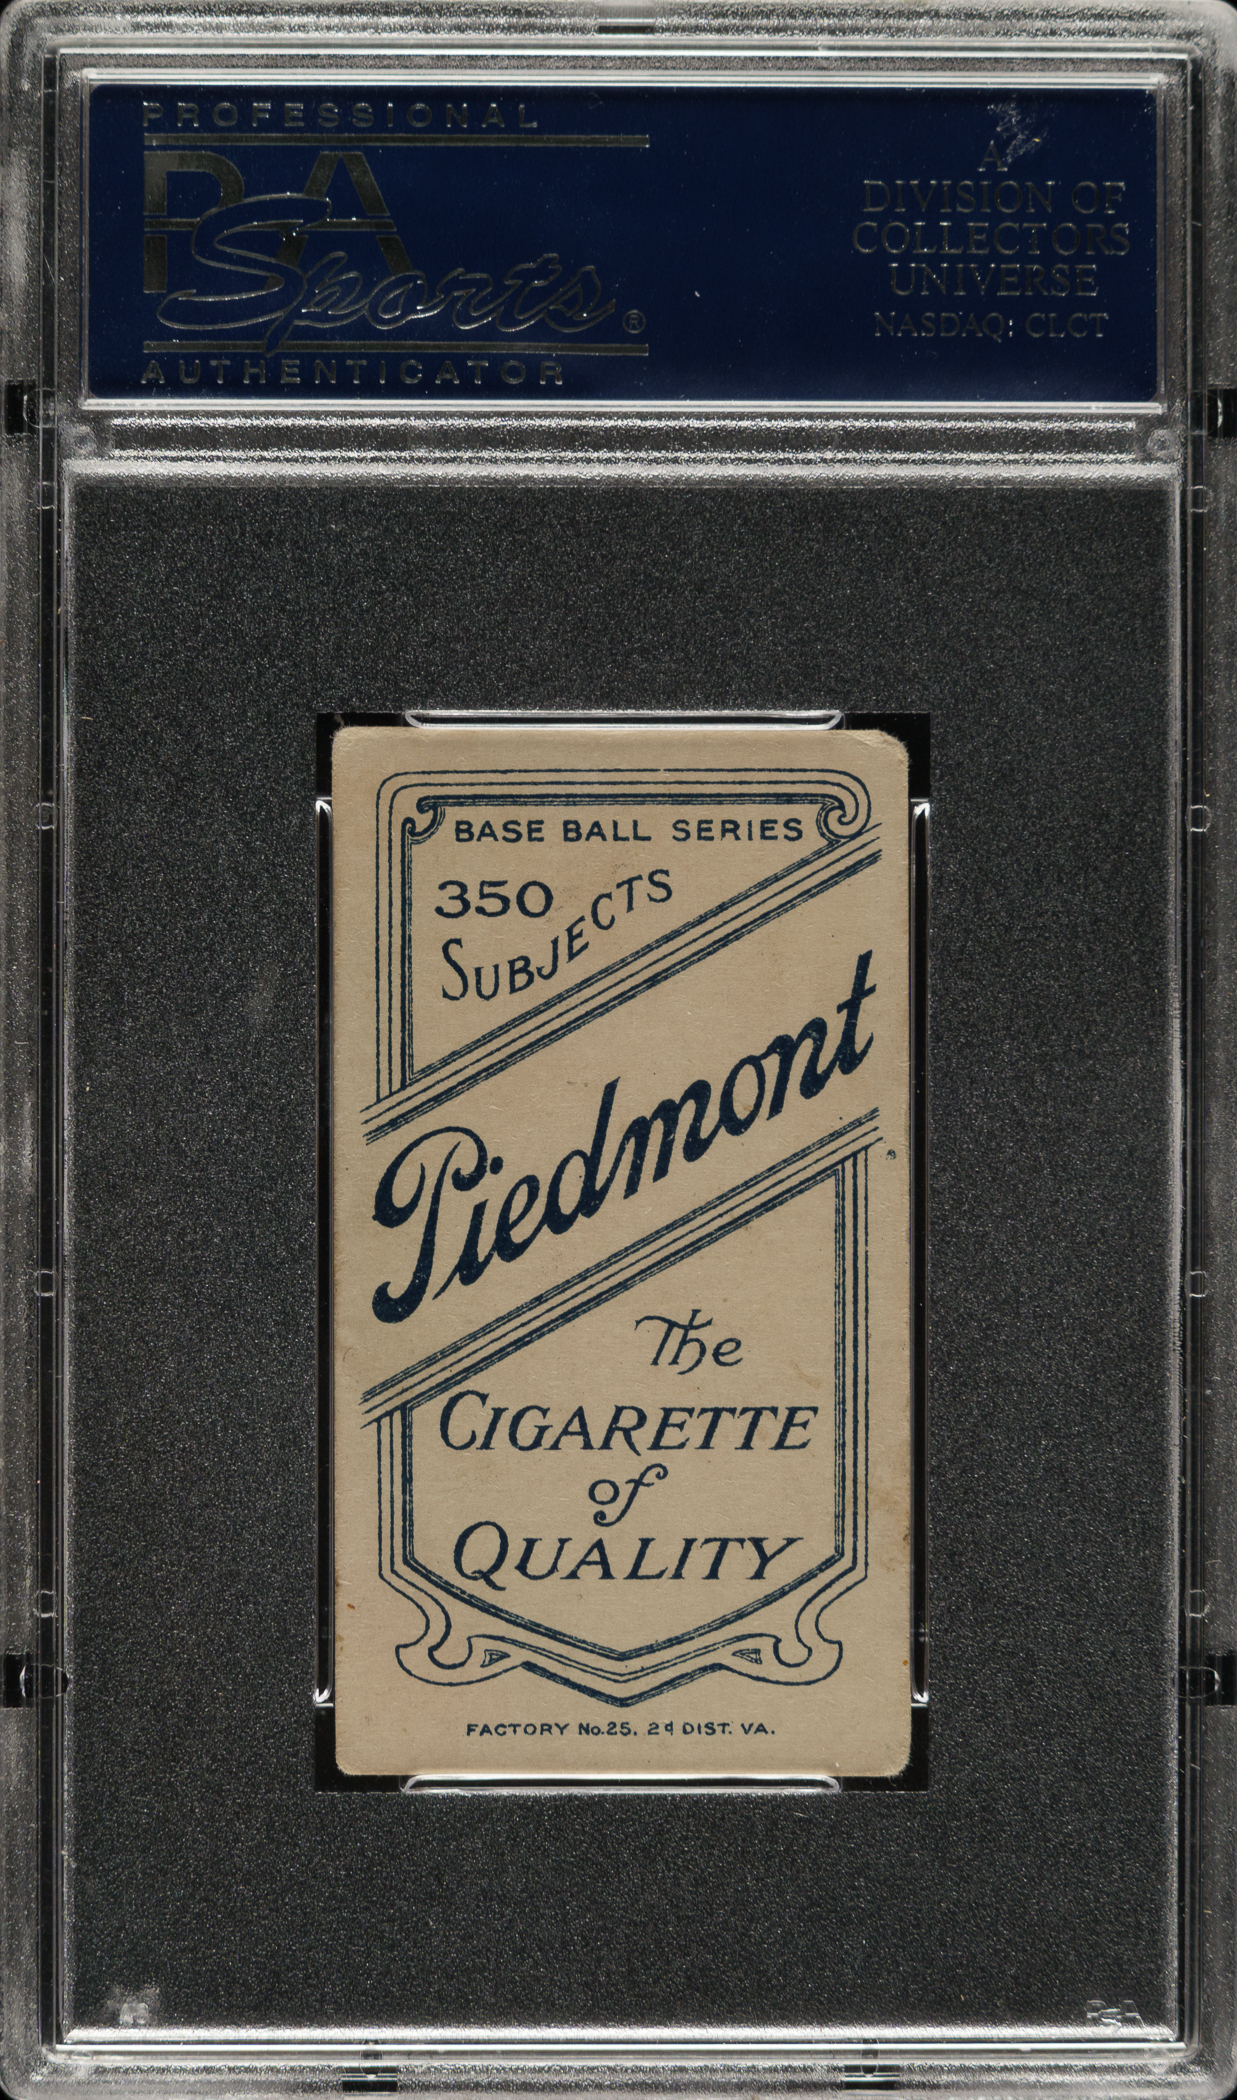 PROFESSIONAL
PSA
Sports®
AUTHENTICATOR
A
DIVISION OF
COLLECTORS
UNIVERSE
NASDAQ: CLCT
BASE BALL SERIES
350
SUBJECTS
Piedmont
The
CIGARETTE
of
QUALITY
FACTORY No. 25. 2d DIST. VA.
PSA